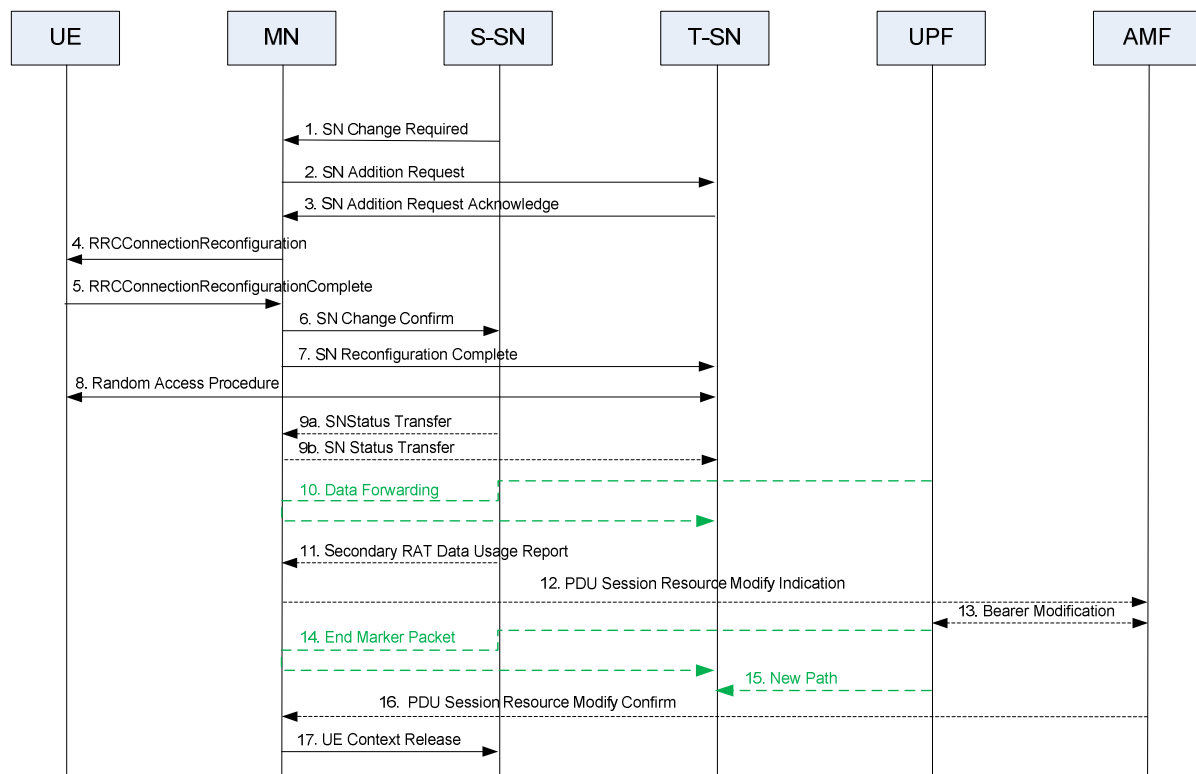 UE
MN
S-SN
T-SN
UPF
AMF
1. SN Change Required
2. SN Addition Request
3. SN Addition Request Acknowledge
4. RRCConnectionReconfiguration
5. RRCConnectionReconfigurationComplete
6. SN Change Confirm
7. SN Reconfiguration Complete
8. Random Access Procedure
9a. SNStatus Transfer
9b. SN Status Transfer
10. Data Forwarding
11. Secondary RAT Data Usage Report
12. PDU Session Resource Modify Indication
13. Bearer Modification
14. End Marker Packet
15. New Path
16. PDU Session Resource Modify Confirm
17. UE Context Release